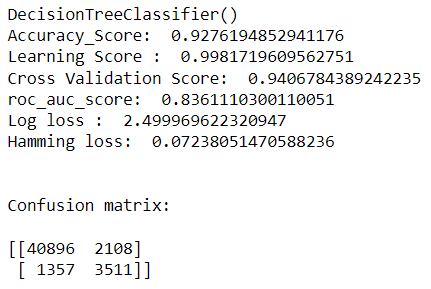 DecisionTreeClassifier()
Accuracy_Score:  0.9276194852941176
Learning Score :  0.9981719609562751
Cross Validation Score:  0.9406784389242235
roc_auc_score:  0.8361110300110051
Log loss :  2.499969622320947
Hamming loss:  0.07238051470588236
Confusion matrix:
[[40896  2108]
 [ 1357  3511]]